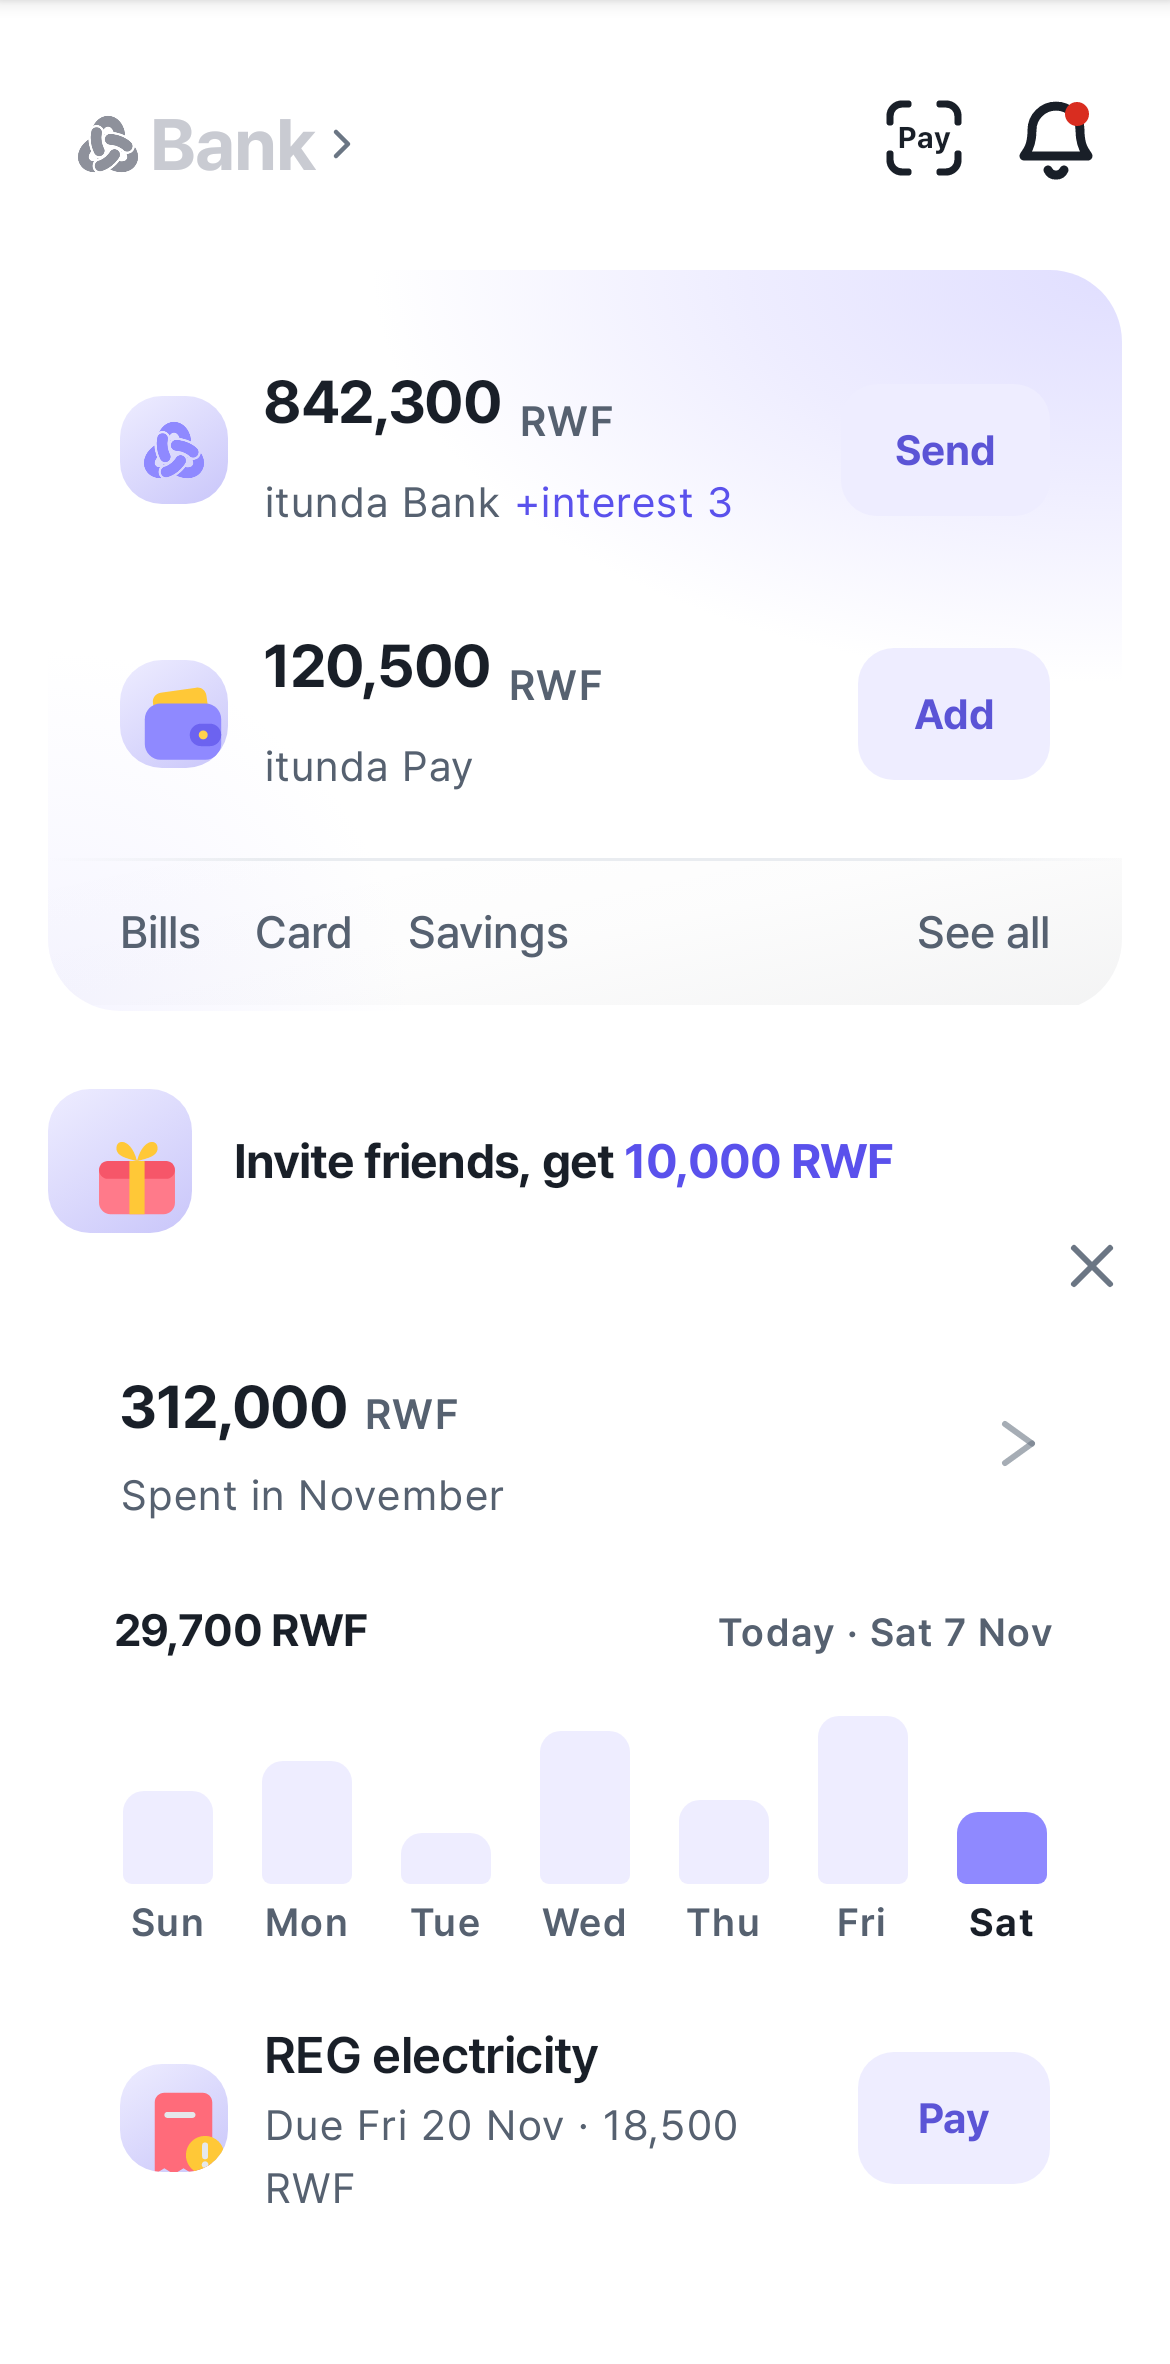 Bank
Pay
842,300 RWF
itunda Bank +interest 3
Send
120,500 RWF
itunda Pay
Add
Bills Card Savings See all
Invite friends, get 10,000 RWF
312,000 RWF
Spent in November
29,700 RWF
Today · Sat 7 Nov
Sun Mon Tue Wed Thu Fri Sat
REG electricity
Due Fri 20 Nov · 18,500
RWF
Pay